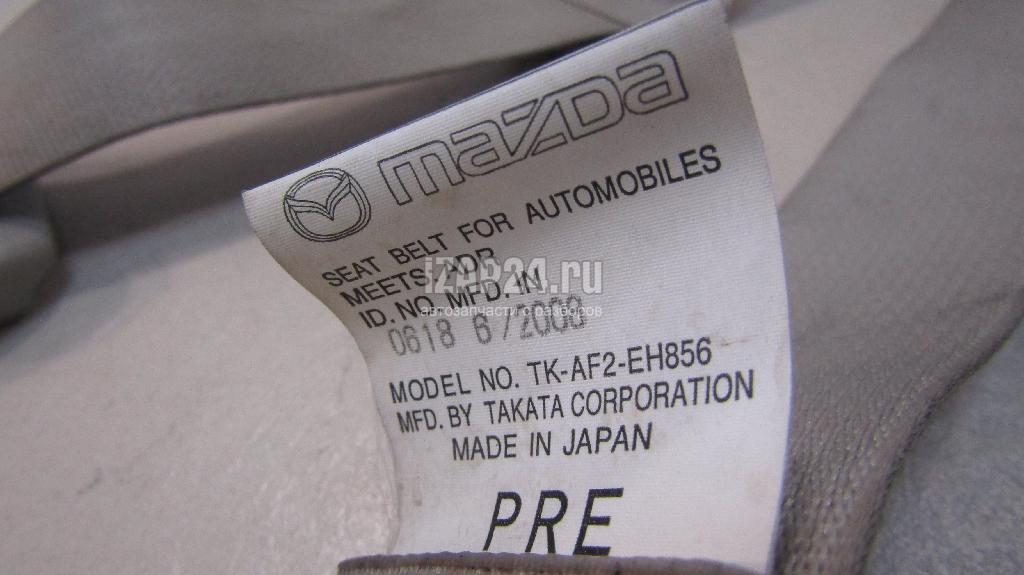 mazda
SEAT BELT FOR AUTOMOBILES
MEETS ADR
iZAP24.ru
ID. NO. MFD. IN
автозапчасти с разборов
0618 6/2008
MODEL NO. TK-AF2-EH856
MFD. BY TAKATA CORPORATION
MADE IN JAPAN
PRE